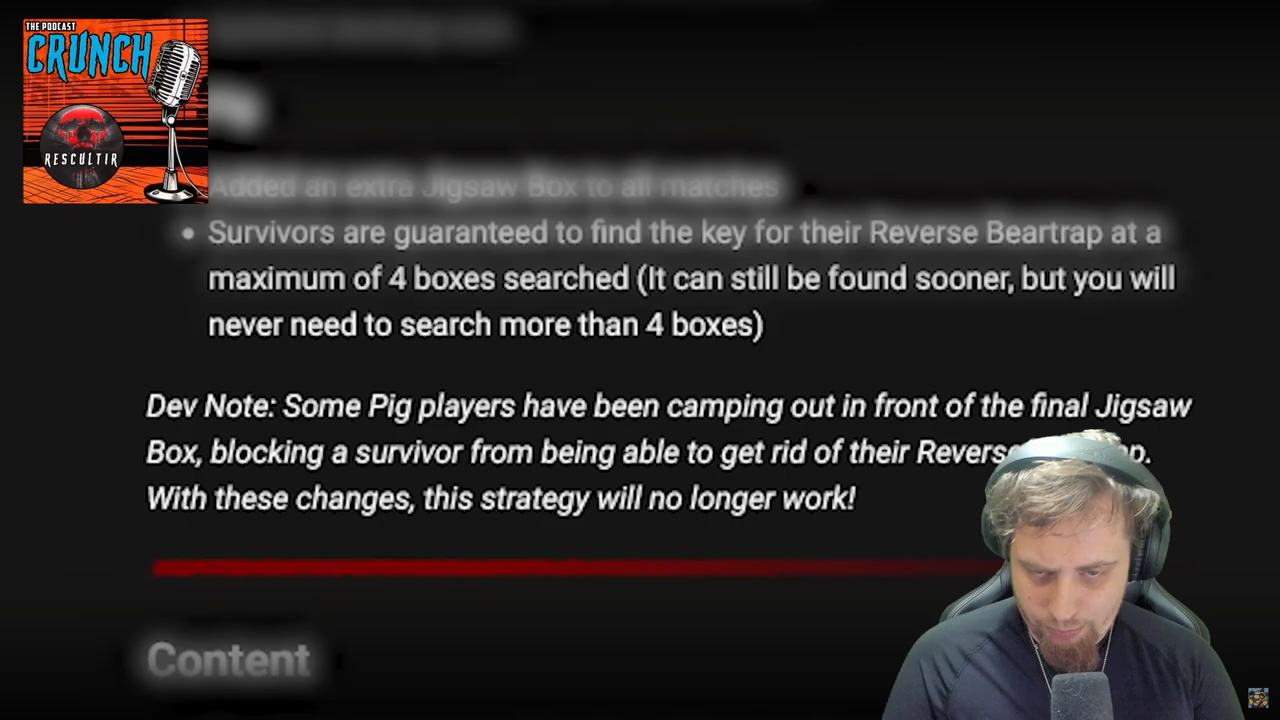 THE PODCAST
CRUNCH
RESCULTIR
Added an extra Jigsaw Box to all matches
• Survivors are guaranteed to find the key for their Reverse Beartrap at a
maximum of 4 boxes searched (It can still be found sooner, but you will
never need to search more than 4 boxes)
Dev Note: Some Pig players have been camping out in front of the final Jigsaw
Box, blocking a survivor from being able to get rid of their Reverse
With these changes, this strategy will no longer work!
Content